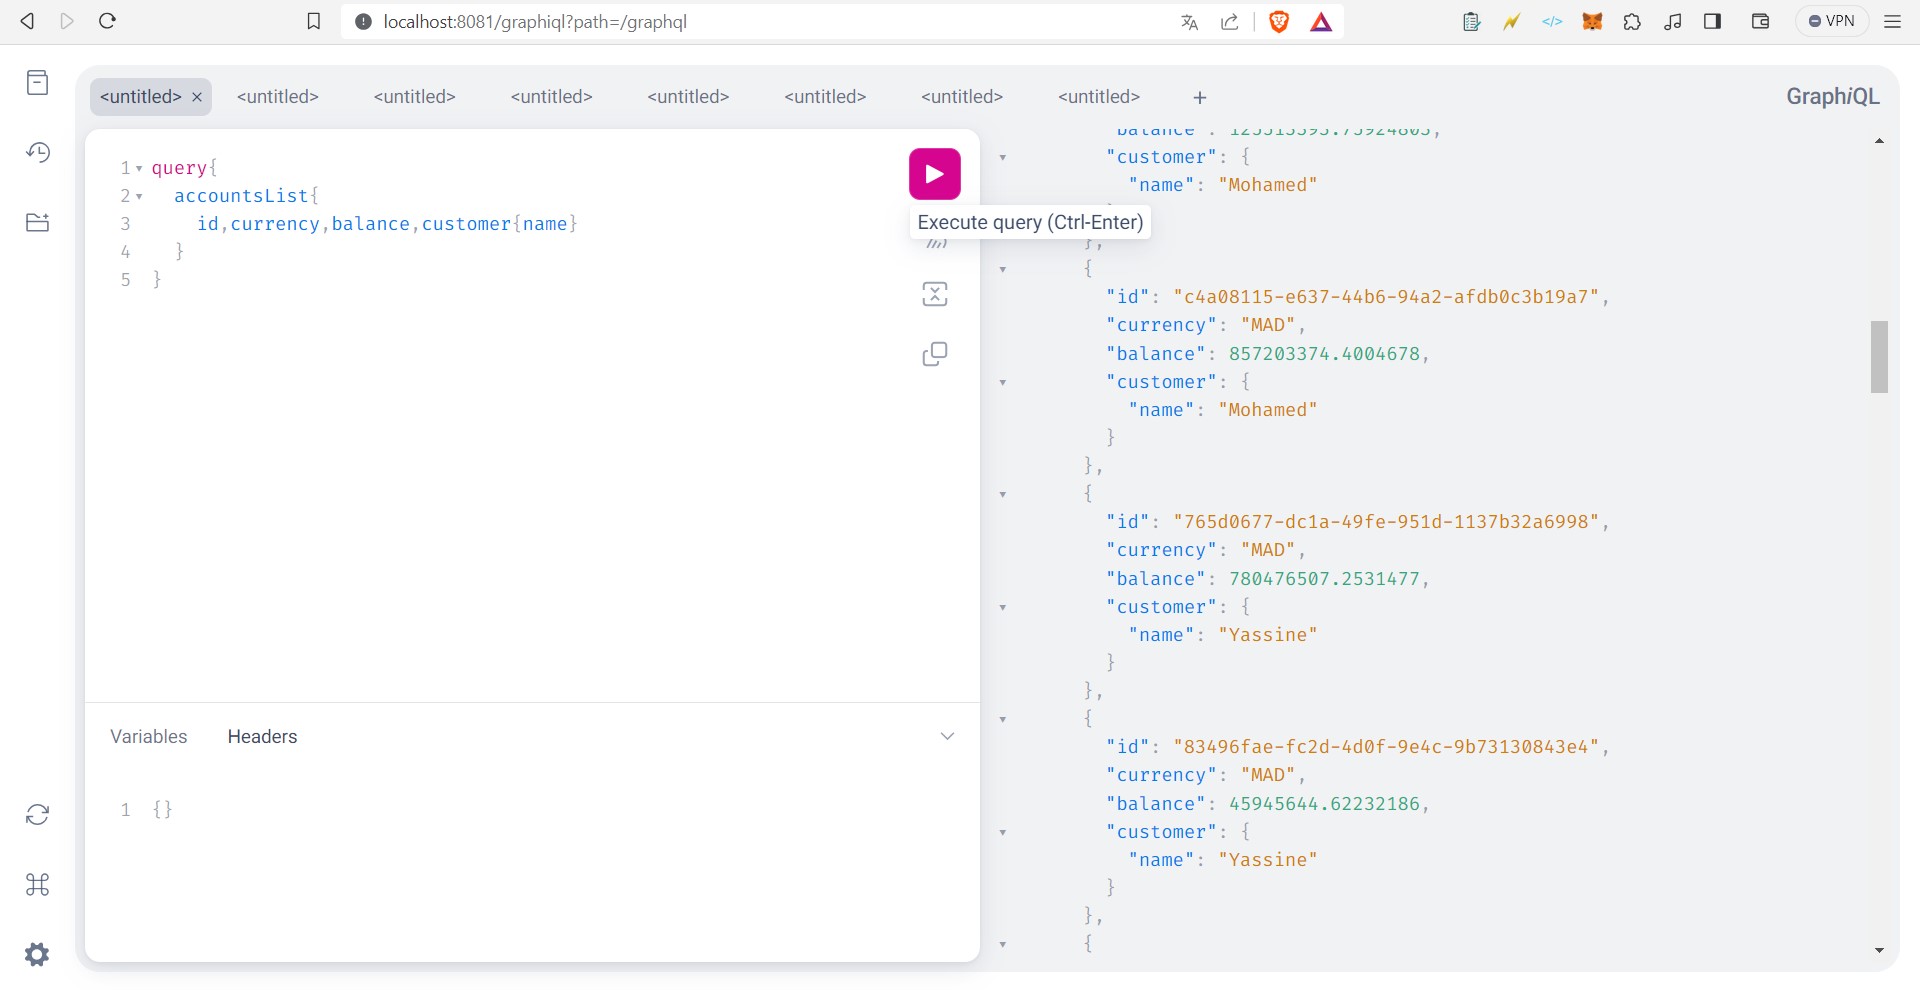 localhost:8081/graphiql?path=/graphql
VPN
<untitled> × <untitled> <untitled> <untitled> <untitled> <untitled> <untitled> <untitled> +
GraphiQL
1 query{
2 accountsList{
3 id,currency,balance,customer{name}
4 }
5 }
Execute query (Ctrl-Enter)
Variables Headers
1 {}
"customer": {
"name": "Mohamed"
},
{
"id": "c4a08115-e637-44b6-94a2-afdb0c3b19a7",
"currency": "MAD",
"balance": 857203374.4004678,
"customer": {
"name": "Mohamed"
}
},
{
"id": "765d0677-dc1a-49fe-951d-1137b32a6998",
"currency": "MAD",
"balance": 780476507.2531477,
"customer": {
"name": "Yassine"
}
},
{
"id": "83496fae-fc2d-4d0f-9e4c-9b73130843e4",
"currency": "MAD",
"balance": 45945644.62232186,
"customer": {
"name": "Yassine"
}
},
{